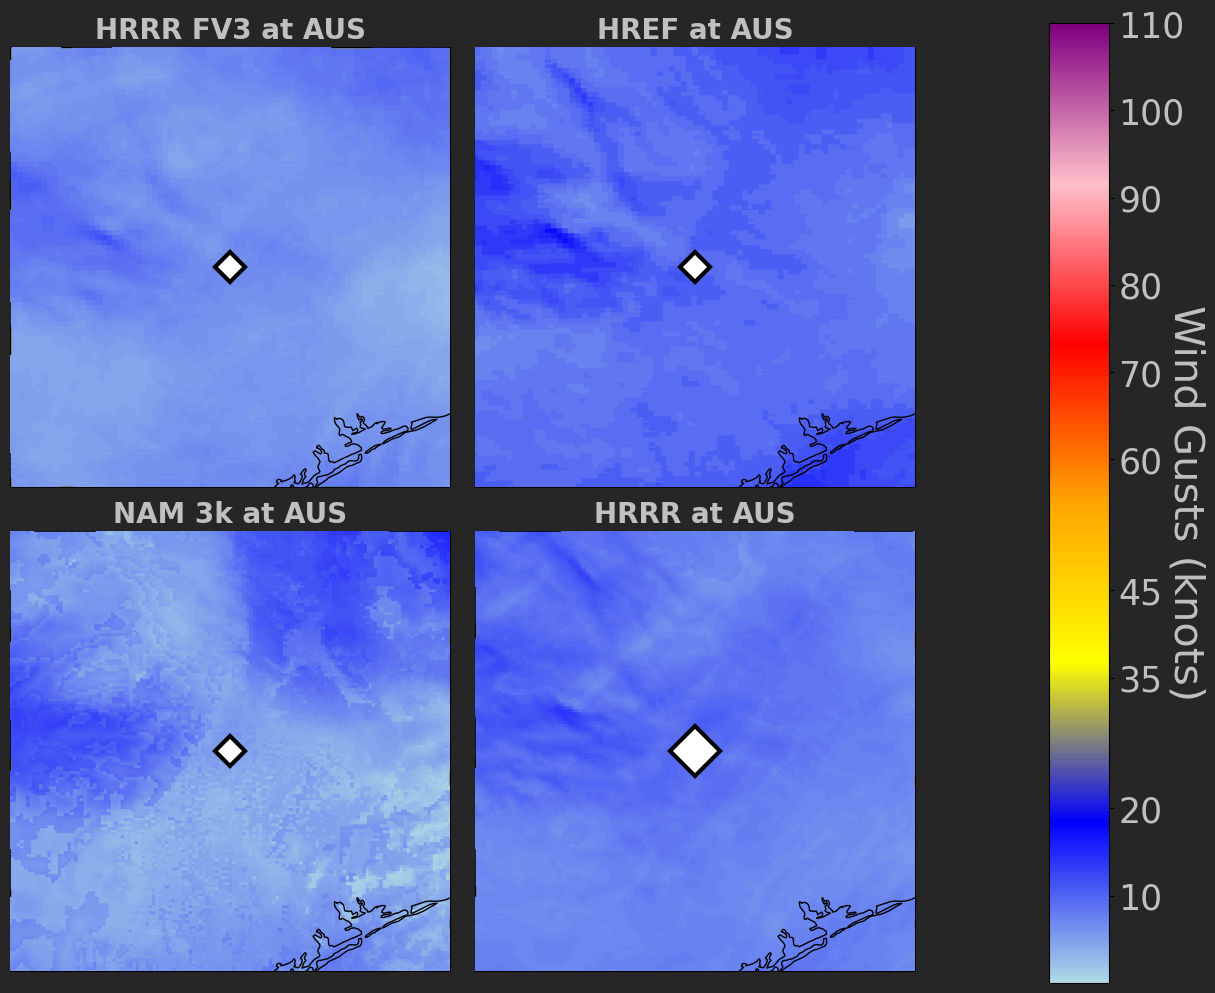 HRRR FV3 at AUS
HREF at AUS
NAM 3k at AUS
HRRR at AUS
110
100
90
80
70
60
45
35
20
10
Wind Gusts (knots)